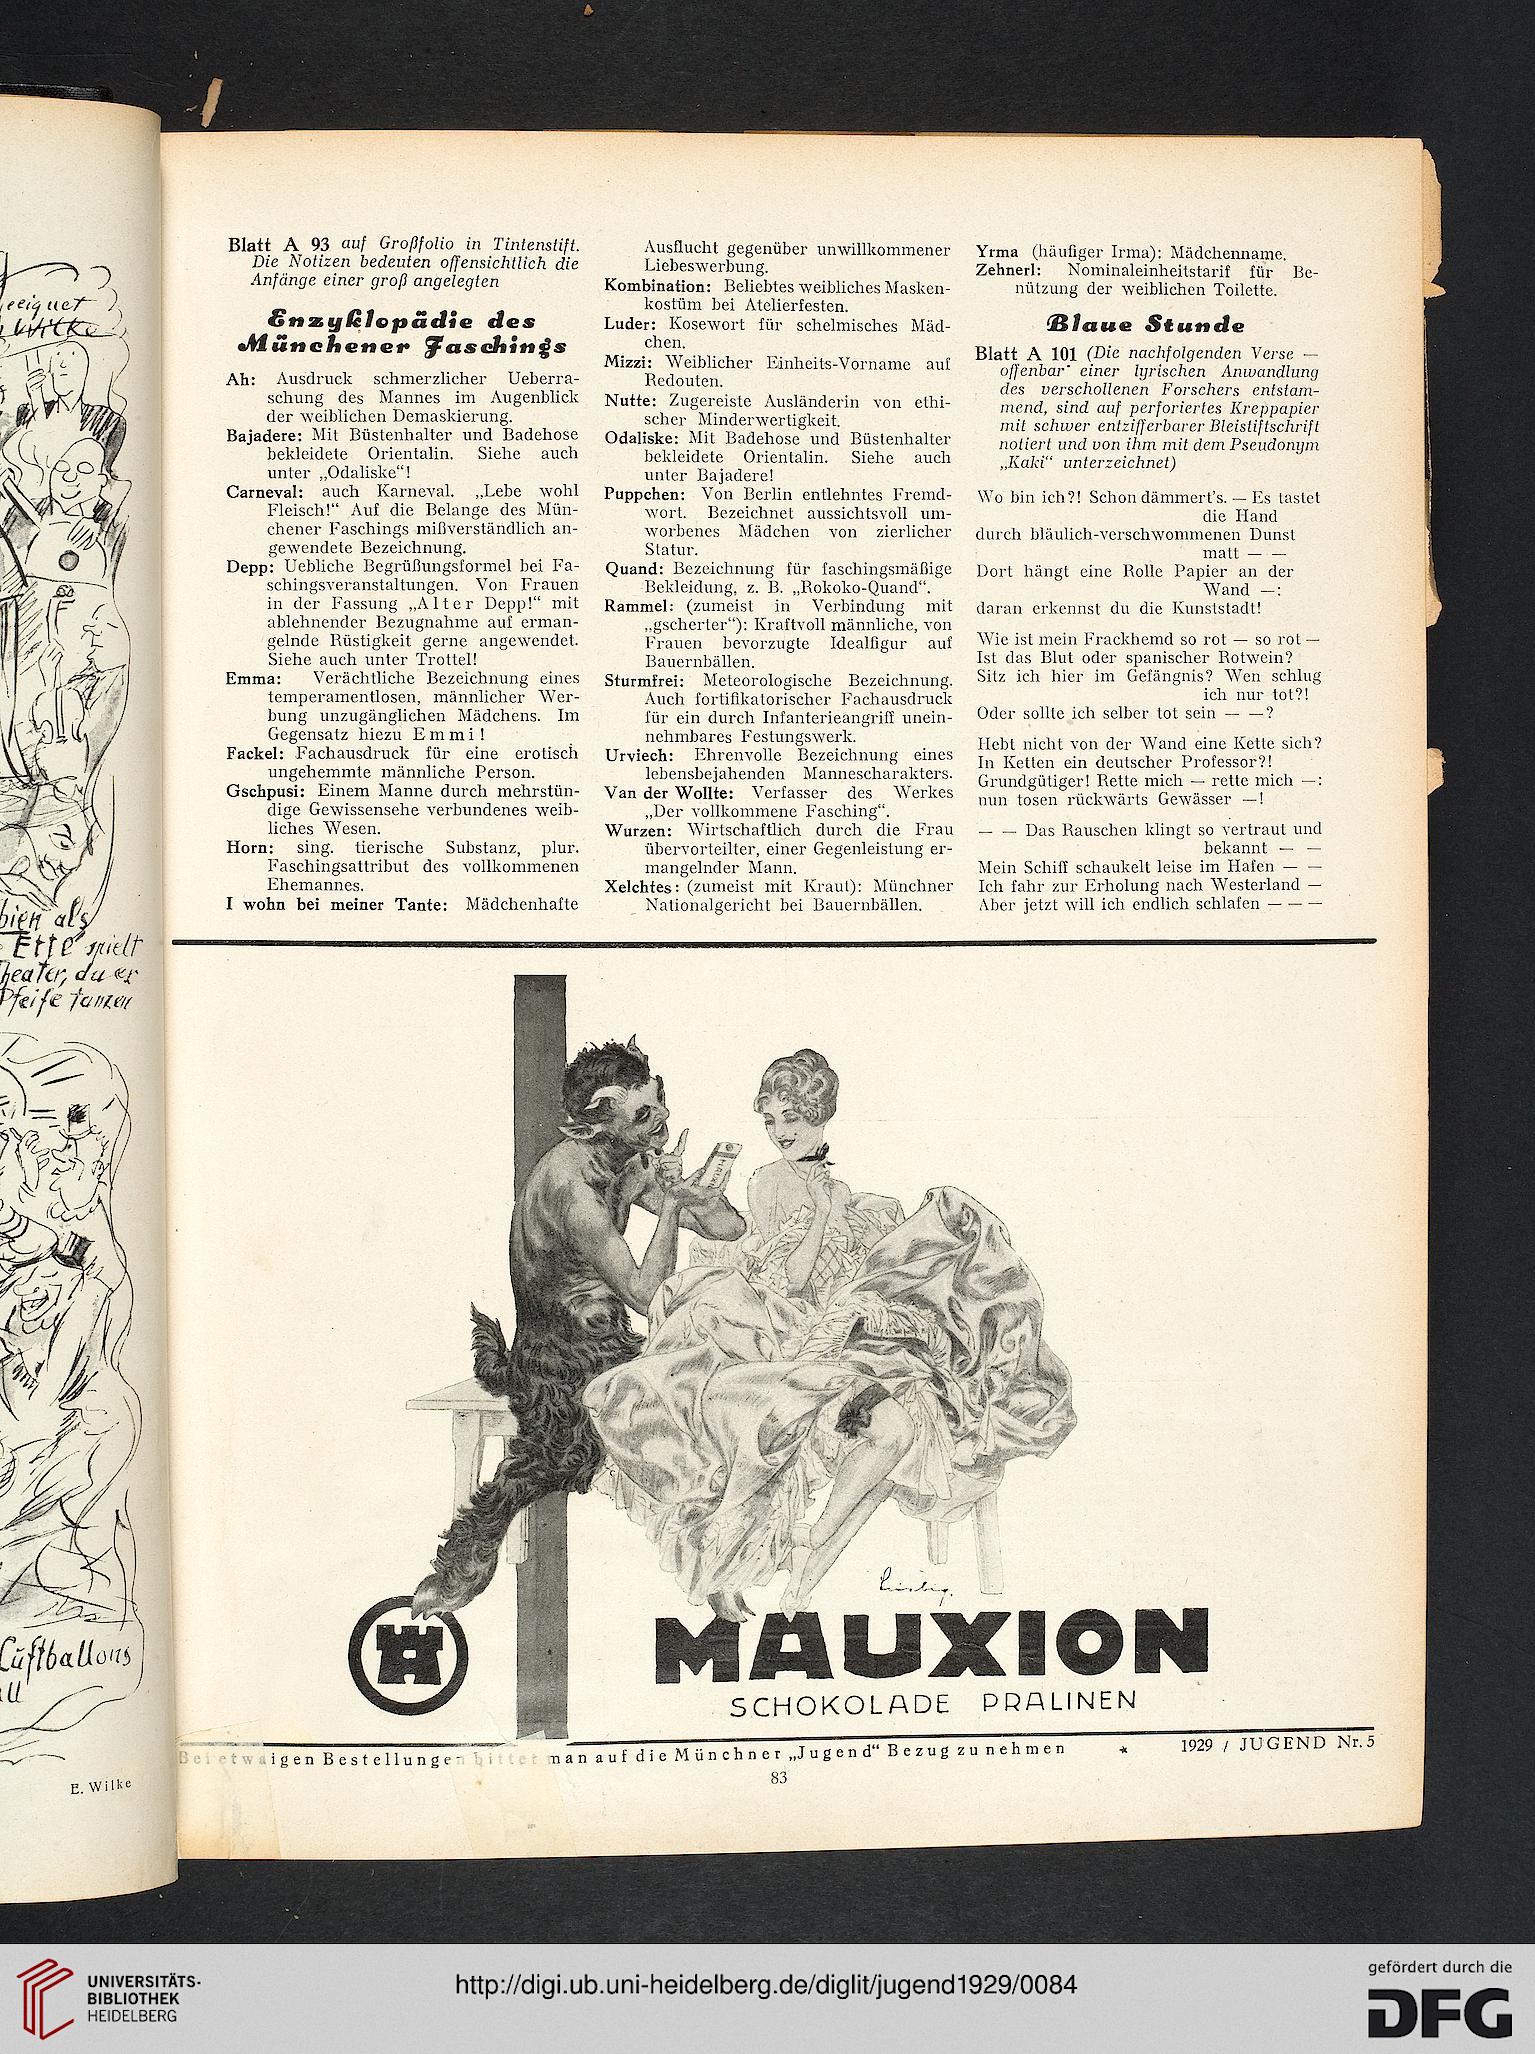 eeignet
Wilke
bien als
Ette spielt
heater, da er
Pfeife tanzen
Luftballons
E. Wilke
Blatt A 93 auf Großfolio in Tintenstift.
Die Notizen bedeuten offensichtlich die
Anfänge einer groß angelegten
Enzyklopädie des
Münchener Faschings
Ah: Ausdruck schmerzlicher Ueberra-
schung des Mannes im Augenblick
der weiblichen Demaskierung.
Bajadere: Mit Büstenhalter und Badehose
bekleidete Orientalin. Siehe auch
unter „Odaliske“!
Carneval: auch Karneval. „Lebe wohl
Fleisch!“ Auf die Belange des Mün-
chener Faschings mißverständlich an-
gewendete Bezeichnung.
Depp: Uebliche Begrüßungsformel bei Fa-
schingsveranstaltungen. Von Frauen
in der Fassung „Alter Depp!“ mit
ablehnender Bezugnahme auf erman-
gelnde Rüstigkeit gerne angewendet.
Siehe auch unter Trottel!
Emma: Verächtliche Bezeichnung eines
temperamentlosen, männlicher Wer-
bung unzugänglichen Mädchens. Im
Gegensatz hiezu Emmi!
Fackel: Fachausdruck für eine erotisch
ungehemmte männliche Person.
Gschpusi: Einem Manne durch mehrstün-
dige Gewissensehe verbundenes weib-
liches Wesen.
Horn: sing. tierische Substanz, plur.
Faschingsattribut des vollkommenen
Ehemannes.
I wohn bei meiner Tante: Mädchenhafte
Ausflucht gegenüber unwillkommener
Liebeswerbung.
Kombination: Beliebtes weibliches Masken-
kostüm bei Atelierfesten.
Luder: Kosewort für schelmisches Mäd-
chen.
Mizzi: Weiblicher Einheits-Vorname auf
Redouten.
Nutte: Zugereiste Ausländerin von ethi-
scher Minderwertigkeit.
Odaliske: Mit Badehose und Büstenhalter
bekleidete Orientalin. Siehe auch
unter Bajadere!
Puppchen: Von Berlin entlehntes Fremd-
wort. Bezeichnet aussichtsvoll um-
worbenes Mädchen von zierlicher
Statur.
Quand: Bezeichnung für faschingsmäßige
Bekleidung, z. B. „Rokoko-Quand“.
Rammel: (zumeist in Verbindung mit
„gscherter“): Kraftvoll männliche, von
Frauen bevorzugte Idealfigur auf
Bauernbällen.
Sturmfrei: Meteorologische Bezeichnung.
Auch fortifikatorischer Fachausdruck
für ein durch Infanterieangriff unein-
nehmbares Festungswerk.
Urviech: Ehrenvolle Bezeichnung eines
lebensbejahenden Mannescharakters.
Van der Wollte: Verfasser des Werkes
„Der vollkommene Fasching“.
Wurzen: Wirtschaftlich durch die Frau
übervorteilter, einer Gegenleistung er-
mangelnder Mann.
Xelchtes: (zumeist mit Kraut): Münchner
Nationalgericht bei Bauernbällen.
Yrma (häufiger Irma): Mädchenname.
Zehnerl: Nominaleinheitstarif für Be-
nützung der weiblichen Toilette.
Blaue Stunde
Blatt A 101 (Die nachfolgenden Verse —
offenbar einer lyrischen Anwandlung
des verschollenen Forschers entstam-
mend, sind auf perforiertes Kreppapier
mit schwer entzifferbarer Bleistiftschrift
notiert und von ihm mit dem Pseudonym
„Kaki“ unterzeichnet)
Wo bin ich?! Schon dämmert's. — Es tastet
die Hand
durch bläulich-verschwommenen Dunst
matt — —
Dort hängt eine Rolle Papier an der
Wand —:
daran erkennst du die Kunststadt!
Wie ist mein Frackhemd so rot — so rot —
Ist das Blut oder spanischer Rotwein?
Sitz ich hier im Gefängnis? Wen schlug
ich nur tot?!
Oder sollte ich selber tot sein — —?
Hebt nicht von der Wand eine Kette sich?
In Ketten ein deutscher Professor?!
Grundgütiger! Rette mich — rette mich —:
nun tosen rückwärts Gewässer —!
— — Das Rauschen klingt so vertraut und
bekannt — —
Mein Schiff schaukelt leise im Hafen — —
Ich fahr zur Erholung nach Westerland —
Aber jetzt will ich endlich schlafen — — —
MAUXION
SCHOKOLADE PRALINEN
Bei etwaigen Bestellungen bittet man auf die Münchner „Jugend“ Bezug zu nehmen * 1929 / JUGEND Nr. 5
83
UNIVERSITÄTS-
BIBLIOTHEK
HEIDELBERG
http://digi.ub.uni-heidelberg.de/diglit/jugend1929/0084
gefördert durch die
DFG